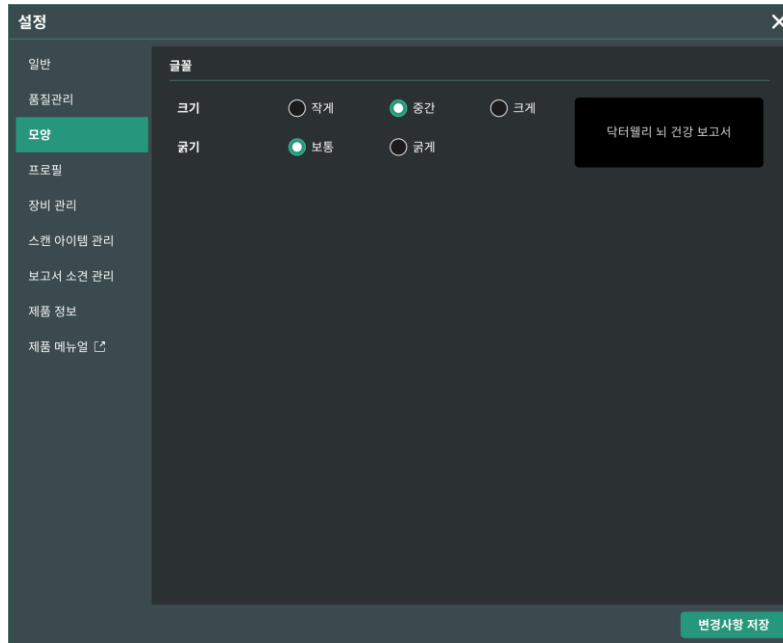 설정
일반
품질관리
모양
프로필
장비 관리
스캔 아이템 관리
보고서 소견 관리
제품 정보
제품 메뉴얼
글꼴
크기 작게 중간 크게
굵기 보통 굵게
닥터웰리 뇌 건강 보고서
변경사항 저장